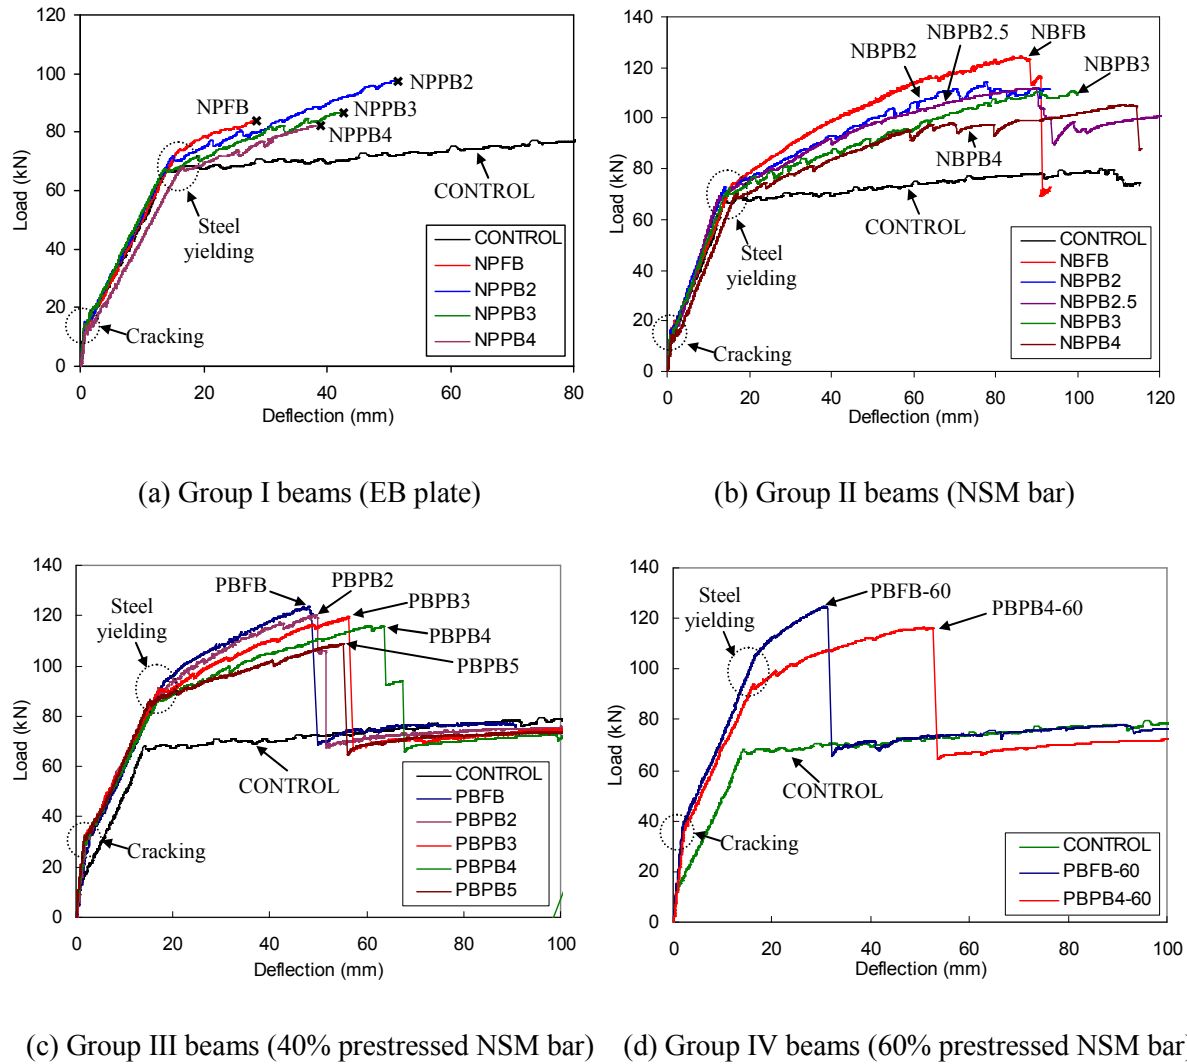 120
100
80
60
40
20
0
Load (kN)
NPFB
NPPB2
NPPB3
NPPB4
CONTROL
Steel
yielding
Cracking
CONTROL
NPFB
NPPB2
NPPB3
NPPB4
0 20 40 60 80
Deflection (mm)
(a) Group I beams (EB plate)
140
120
100
80
60
40
20
0
Load (kN)
NBPB2
NBPB2.5
NBFB
NBPB3
NBPB4
CONTROL
Steel
yielding
Cracking
CONTROL
NBFB
NBPB2
NBPB2.5
NBPB3
NBPB4
0 20 40 60 80 100 120
Deflection (mm)
(b) Group II beams (NSM bar)
140
120
100
80
60
40
20
0
Load (kN)
Steel
yielding
PBFB
PBPB2
PBPB3
PBPB4
PBPB5
CONTROL
Cracking
CONTROL
PBFB
PBPB2
PBPB3
PBPB4
PBPB5
0 20 40 60 80 100
Deflection (mm)
(c) Group III beams (40% prestressed NSM bar)
140
120
100
80
60
40
20
0
Load (kN)
Steel
yielding
PBFB-60
PBPB4-60
CONTROL
Cracking
CONTROL
PBFB-60
PBPB4-60
0 20 40 60 80 100
Deflection (mm)
(d) Group IV beams (60% prestressed NSM bar